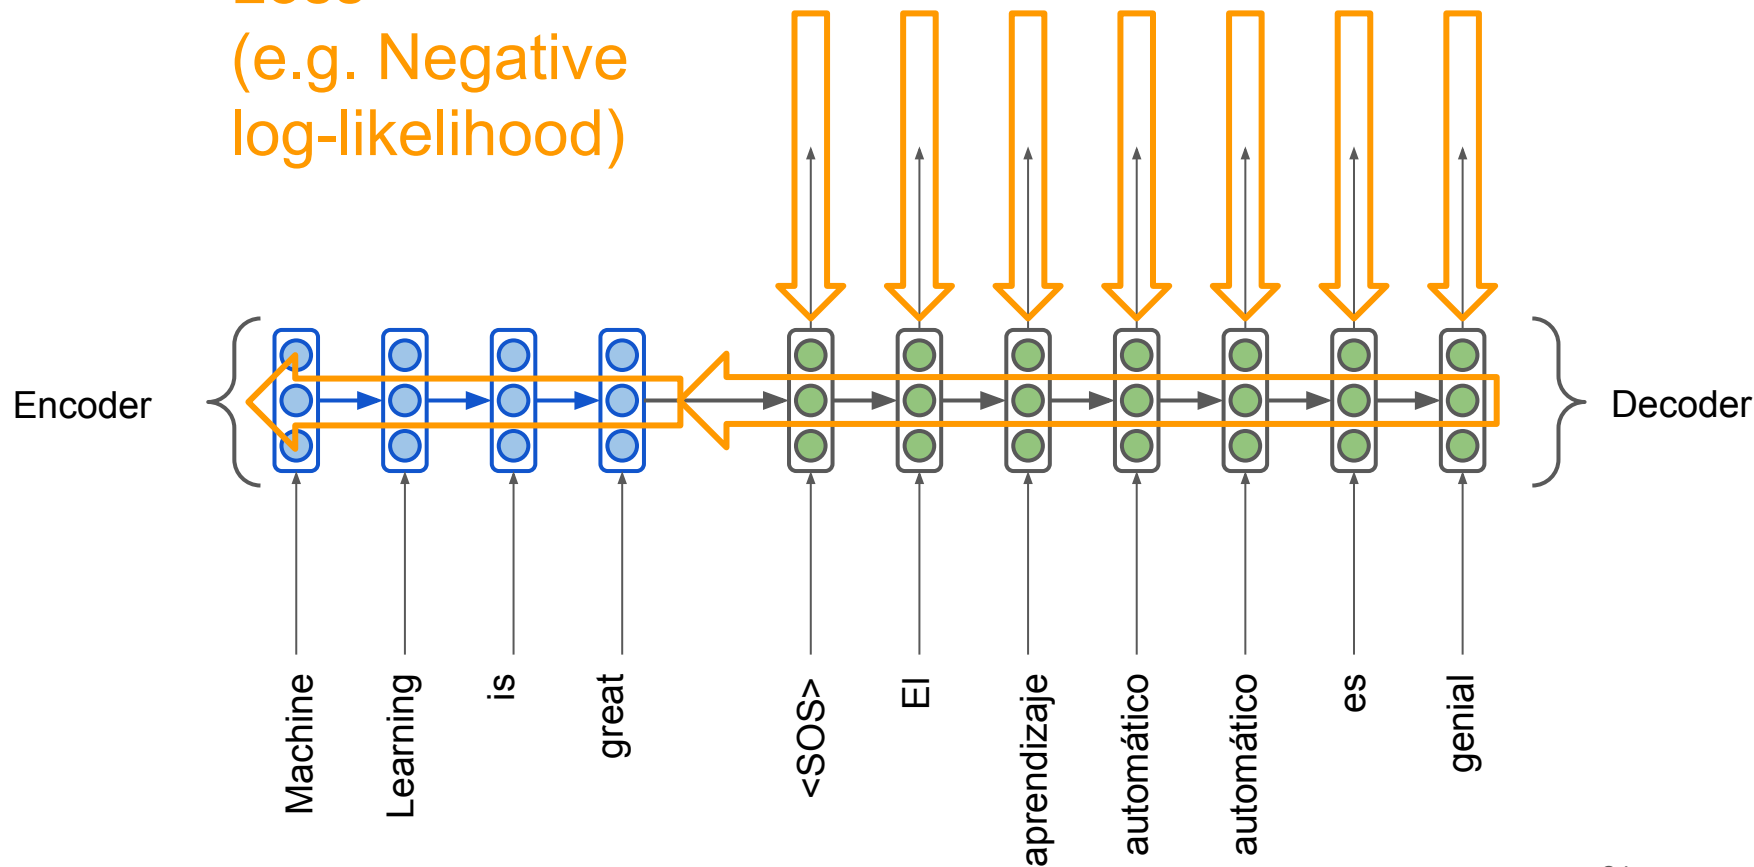 (e.g. Negative
log-likelihood)
Encoder
Decoder
Machine
Learning
is
great
<SOS>
El
aprendizaje
automático
automático
es
genial